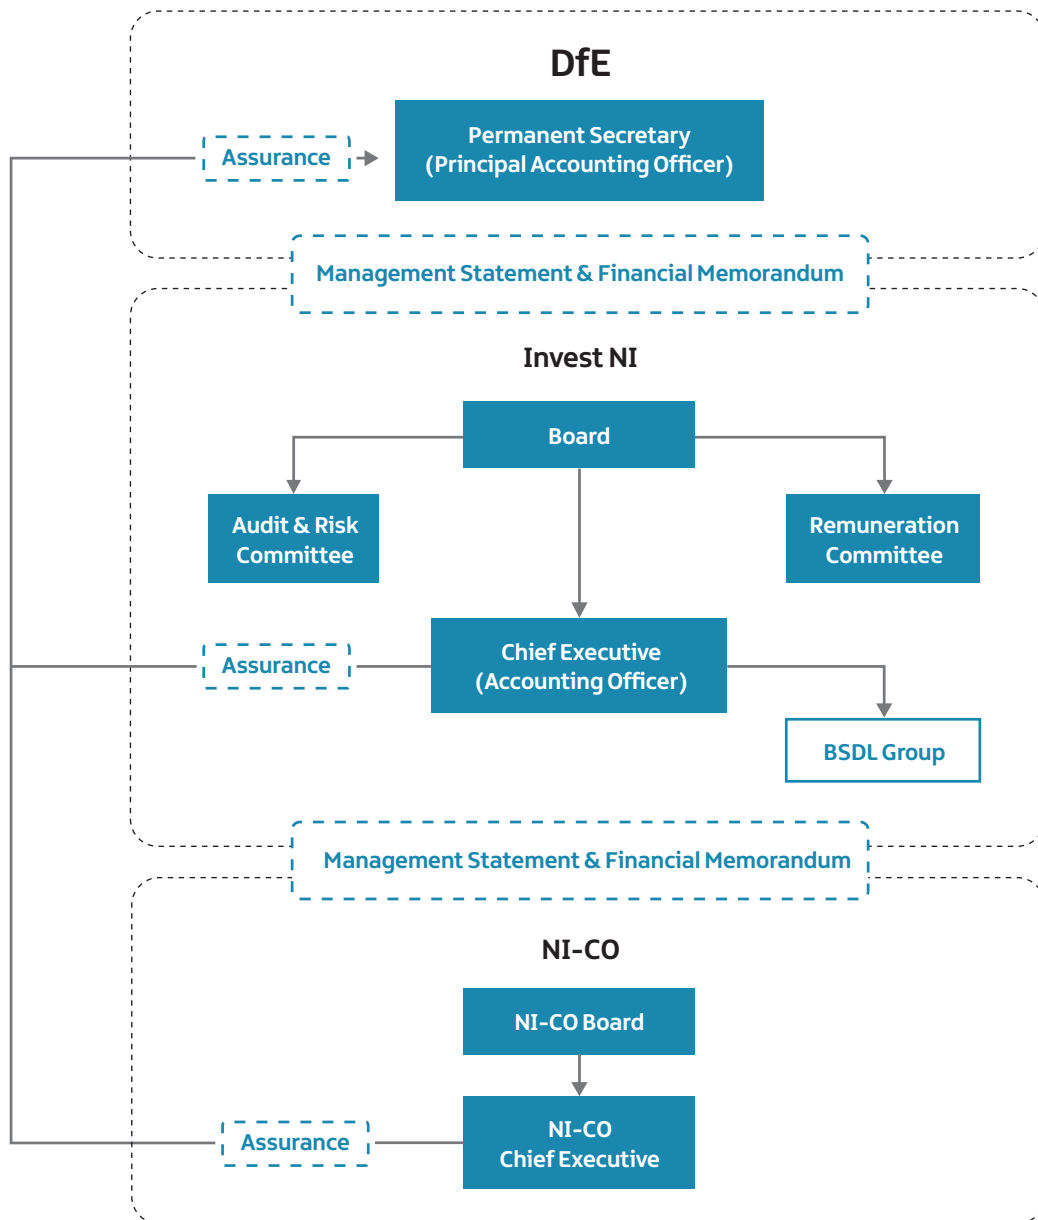 DfE
Permanent Secretary
(Principal Accounting Officer)
Assurance
Management Statement & Financial Memorandum
Invest NI
Board
Audit & Risk
Committee
Remuneration
Committee
Chief Executive
(Accounting Officer)
Assurance
BSDL Group
Management Statement & Financial Memorandum
NI-CO
NI-CO Board
NI-CO
Chief Executive
Assurance